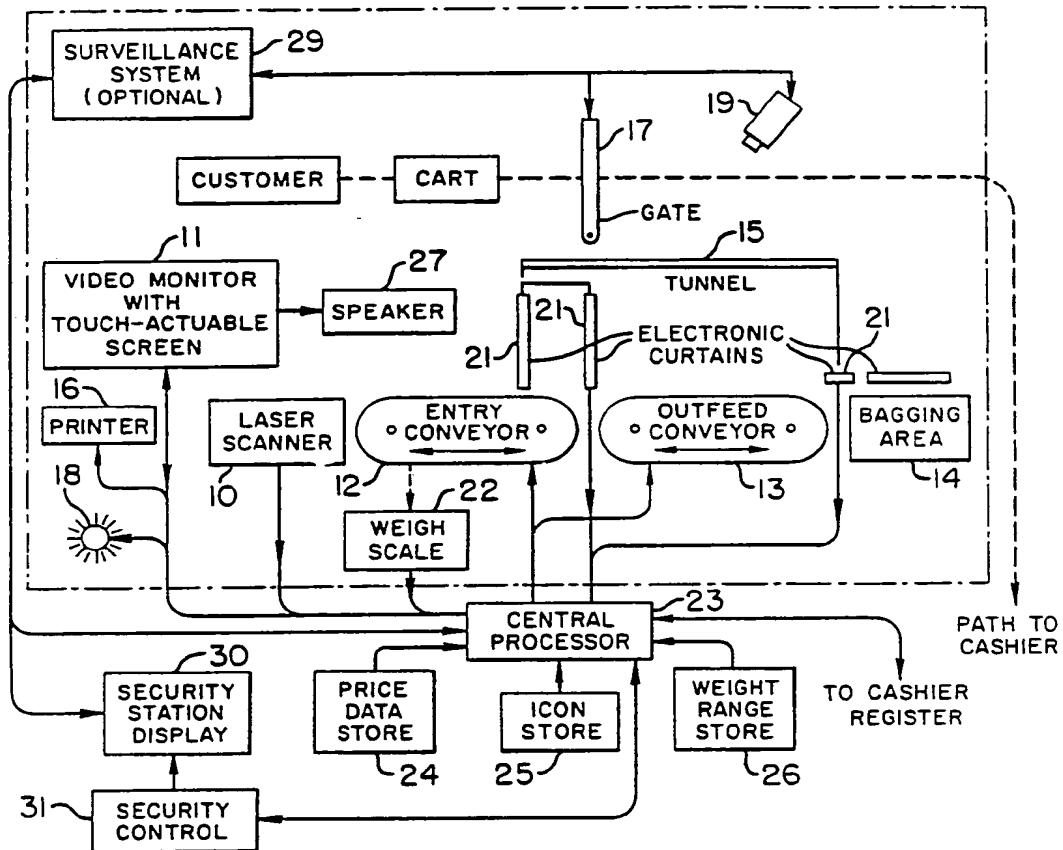 SURVEILLANCE
SYSTEM
(OPTIONAL)
29
19
17
CUSTOMER
CART
GATE
11
VIDEO MONITOR
WITH
TOUCH-ACTUABLE
SCREEN
27
SPEAKER
15
TUNNEL
21
21
ELECTRONIC
CURTAINS
21
16
PRINTER
LASER
SCANNER
10
ENTRY
CONVEYOR
12
OUTFEED
CONVEYOR
13
BAGGING
AREA
14
18
22
WEIGH
SCALE
23
CENTRAL
PROCESSOR
PATH TO
CASHIER
30
SECURITY
STATION
DISPLAY
PRICE
DATA
STORE
24
ICON
STORE
25
WEIGHT
RANGE
STORE
26
TO CASHIER
REGISTER
31
SECURITY
CONTROL